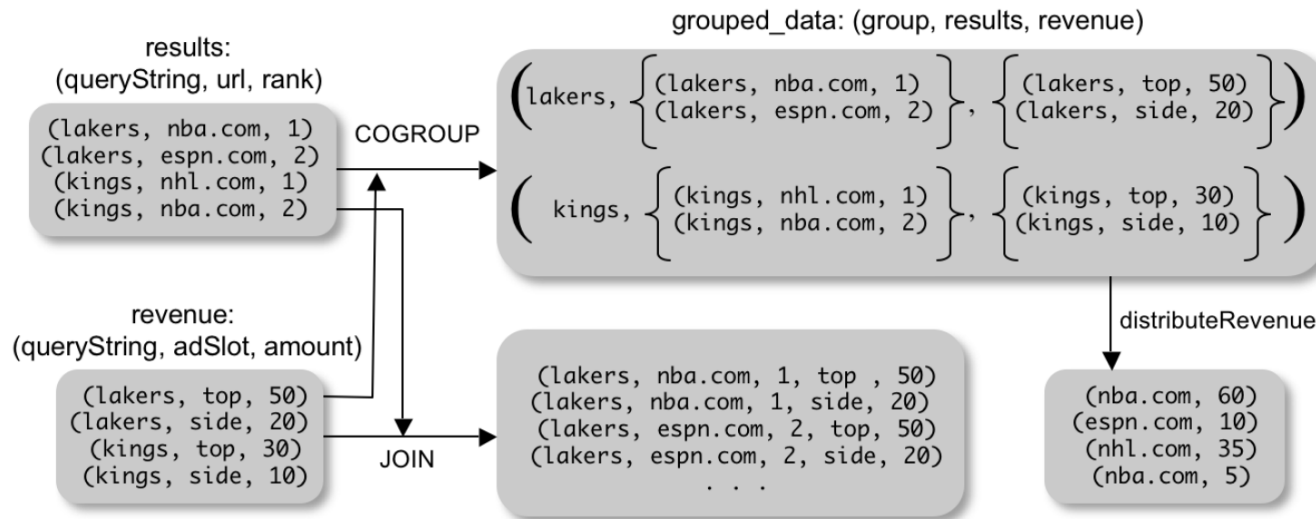 results:
(queryString, url, rank)
(lakers, nba.com, 1)
(lakers, espn.com, 2)
(kings, nhl.com, 1)
(kings, nba.com, 2)
COGROUP
grouped_data: (group, results, revenue)
(lakers, {(lakers, nba.com, 1) (lakers, espn.com, 2)}, {(lakers, top, 50) (lakers, side, 20)})
(kings, {(kings, nhl.com, 1) (kings, nba.com, 2)}, {(kings, top, 30) (kings, side, 10)})
revenue:
(queryString, adSlot, amount)
(lakers, top, 50)
(lakers, side, 20)
(kings, top, 30)
(kings, side, 10)
JOIN
(lakers, nba.com, 1, top , 50)
(lakers, nba.com, 1, side, 20)
(lakers, espn.com, 2, top, 50)
(lakers, espn.com, 2, side, 20)
. . .
distributeRevenue
(nba.com, 60)
(espn.com, 10)
(nhl.com, 35)
(nba.com, 5)